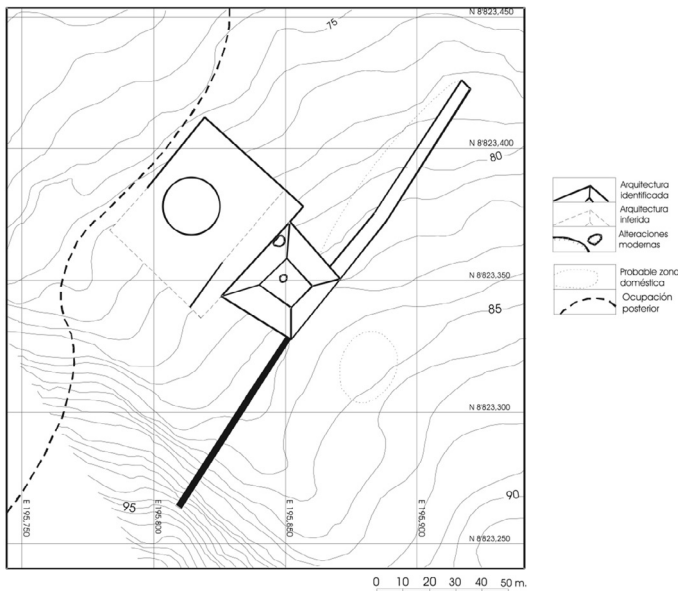 N 8'823,450
75
N 8'823,400
80
N 8'823,350
85
N 8'823,300
95
90
E 195,750
E 195,800
E 195,850
E 195,900
N 8'823,250
0 10 20 30 40 50 m.
Arquitectura
identificada
Arquitectura
inferida
Alteraciones
modernas
Probable zona
doméstica
Ocupación
posterior